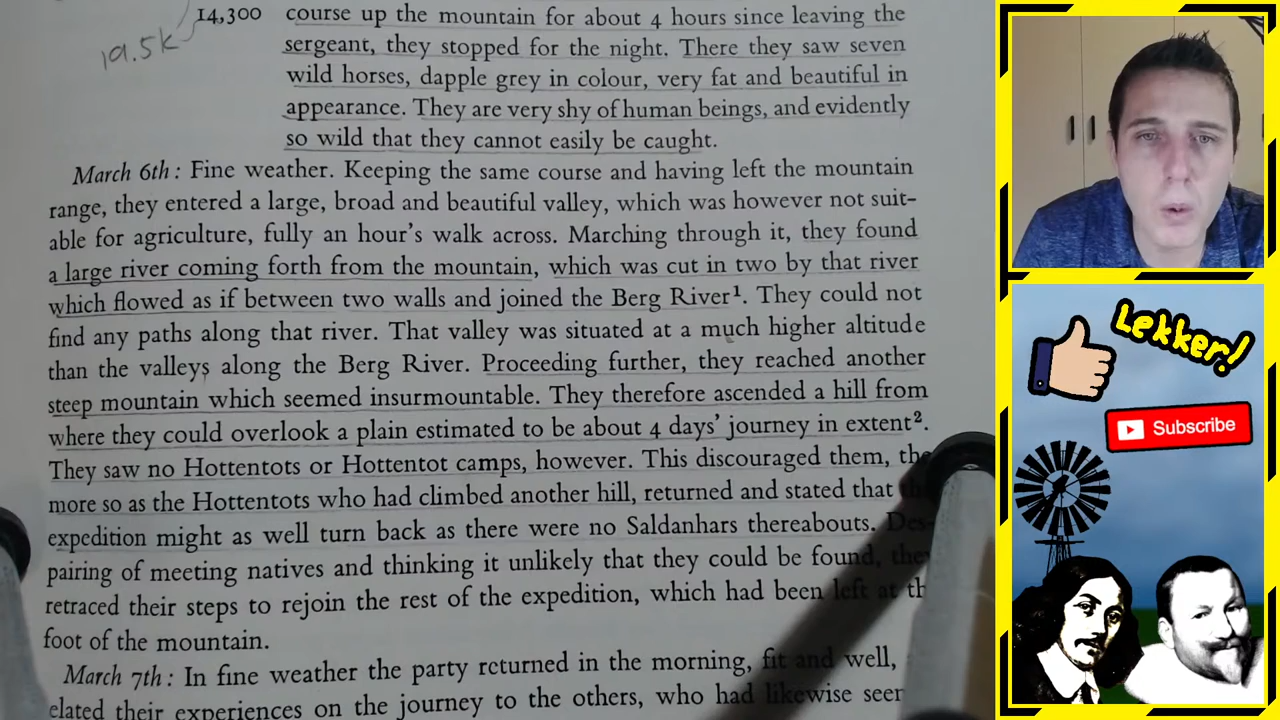 14,300 course up the mountain for about 4 hours since leaving the
19.5k
sergeant, they stopped for the night. There they saw seven
wild horses, dapple grey in colour, very fat and beautiful in
appearance. They are very shy of human beings, and evidently
so wild that they cannot easily be caught.
March 6th: Fine weather. Keeping the same course and having left the mountain
range, they entered a large, broad and beautiful valley, which was however not suit-
able for agriculture, fully an hour's walk across. Marching through it, they found
a large river coming forth from the mountain, which was cut in two by that river
which flowed as if between two walls and joined the Berg River¹. They could not
find any paths along that river. That valley was situated at a much higher altitude
than the valleys along the Berg River. Proceeding further, they reached another
steep mountain which seemed insurmountable. They therefore ascended a hill from
where they could overlook a plain estimated to be about 4 days' journey in extent².
They saw no Hottentots or Hottentot camps, however. This discouraged them, the
more so as the Hottentots who had climbed another hill, returned and stated that
expedition might as well turn back as there were no Saldanhars thereabouts. Des-
pairing of meeting natives and thinking it unlikely that they could be found, they
retraced their steps to rejoin the rest of the expedition, which had been left at th
foot of the mountain.
March 7th: In fine weather the party returned in the morning, fit and well,
elated their experiences on the journey to the others, who had likewise seen
Lekker!
Subscribe